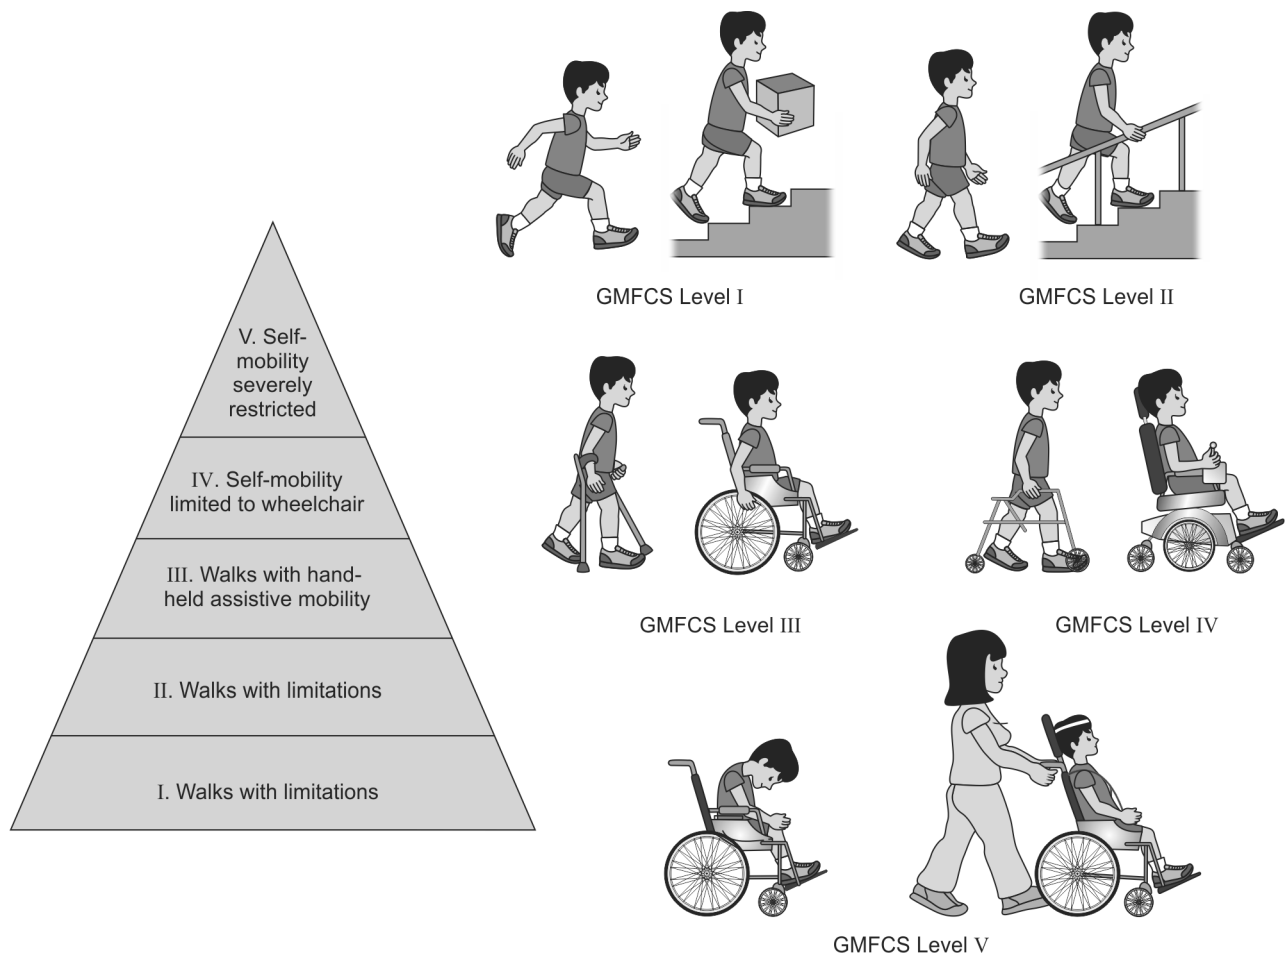 V. Self-
mobility
severely
restricted
IV. Self-mobility
limited to wheelchair
III. Walks with hand-
held assistive mobility
II. Walks with limitations
I. Walks with limitations
GMFCS Level I
GMFCS Level II
GMFCS Level III
GMFCS Level IV
GMFCS Level V